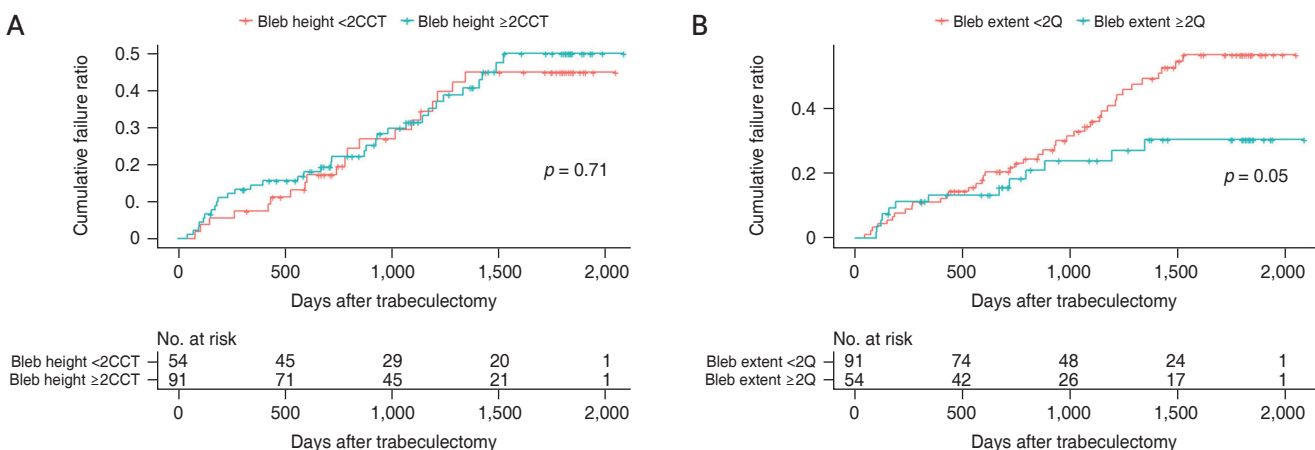 A
Bleb height <2CCT Bleb height ≥2CCT
Cumulative failure ratio
0.5
0.4
0.3
0.2
0.
0
p = 0.71
0 500 1,000 1,500 2,000
Days after trabeculectomy
No. at risk
Bleb height <2CCT 54 45 29 20 1
Bleb height ≥2CCT 91 71 45 21 1
0 500 1,000 1,500 2,000
Days after trabeculectomy
B
Bleb extent <2Q Bleb extent ≥2Q
Cumulative failure ratio
0.4
0.2
0
p = 0.05
0 500 1,000 1,500 2,000
Days after trabeculectomy
No. at risk
Bleb extent <2Q 91 74 48 24 1
Bleb extent ≥2Q 54 42 26 17 1
0 500 1,000 1,500 2,000
Days after trabeculectomy